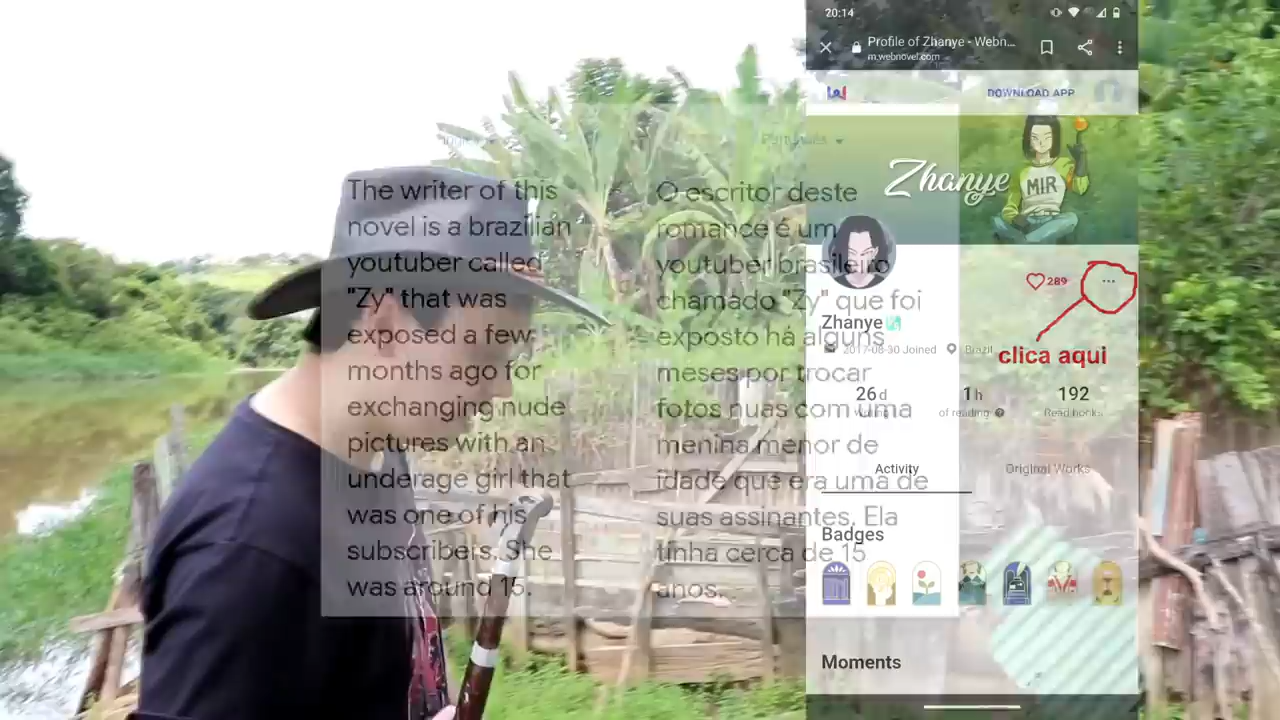 20:14
Profile of Zhanye - Webn...
m.webnovel.com
DOWNLOAD APP
Zhanye
MIR
The writer of this
novel is a brazilian
youtuber called
"Zy" that was
exposed a few
months ago for
exchanging nude
pictures with an
underage girl that
was one of his
subscribers. She
was around 15.
Português
O escritor deste
romance é um
youtuber brasileiro
chamado "Zy" que foi
exposto há alguns
meses por trocar
fotos nuas com uma
menina menor de
idade que era uma de
suas assinantes. Ela
tinha cerca de 15
anos.
289
Zhanye
2017-08-30 Joined
Brazil
clica aqui
26 d
1 h
of reading
192
Read books
Activity
Original Works
Badges
Moments